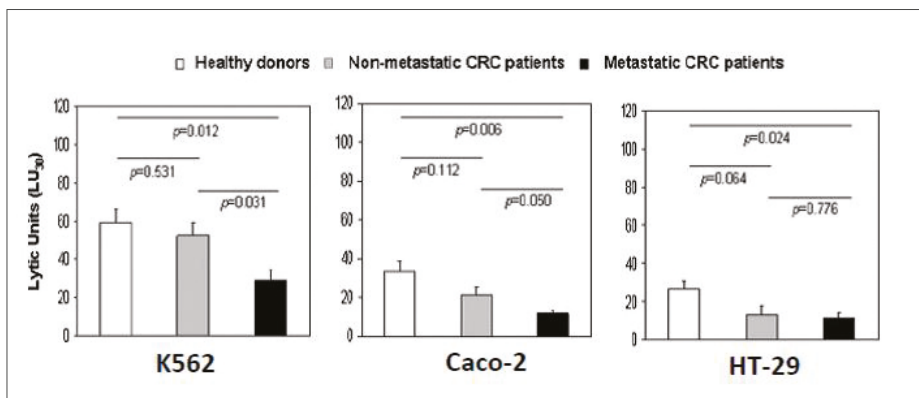 Healthy donors Non-metastatic CRC patients Metastatic CRC patients
Lytic Units (LU30)
120
100
80
60
40
20
0
p=0.012
p=0.531
p=0.031
K562
120
100
80
60
40
20
0
p=0.006
p=0.112
p=0.050
Caco-2
120
100
80
60
40
20
0
p=0.024
p=0.064
p=0.776
HT-29